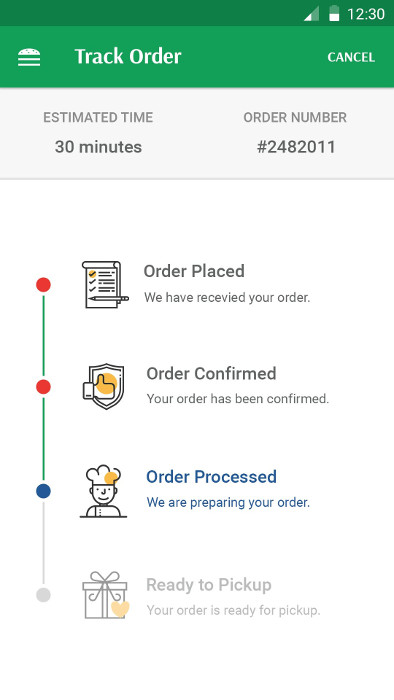 12:30
Track Order
CANCEL
ESTIMATED TIME
ORDER NUMBER
30 minutes
#2482011
Order Placed
We have recevied your order.
Order Confirmed
Your order has been confirmed.
Order Processed
We are preparing your order.
Ready to Pickup
Your order is ready for pickup.